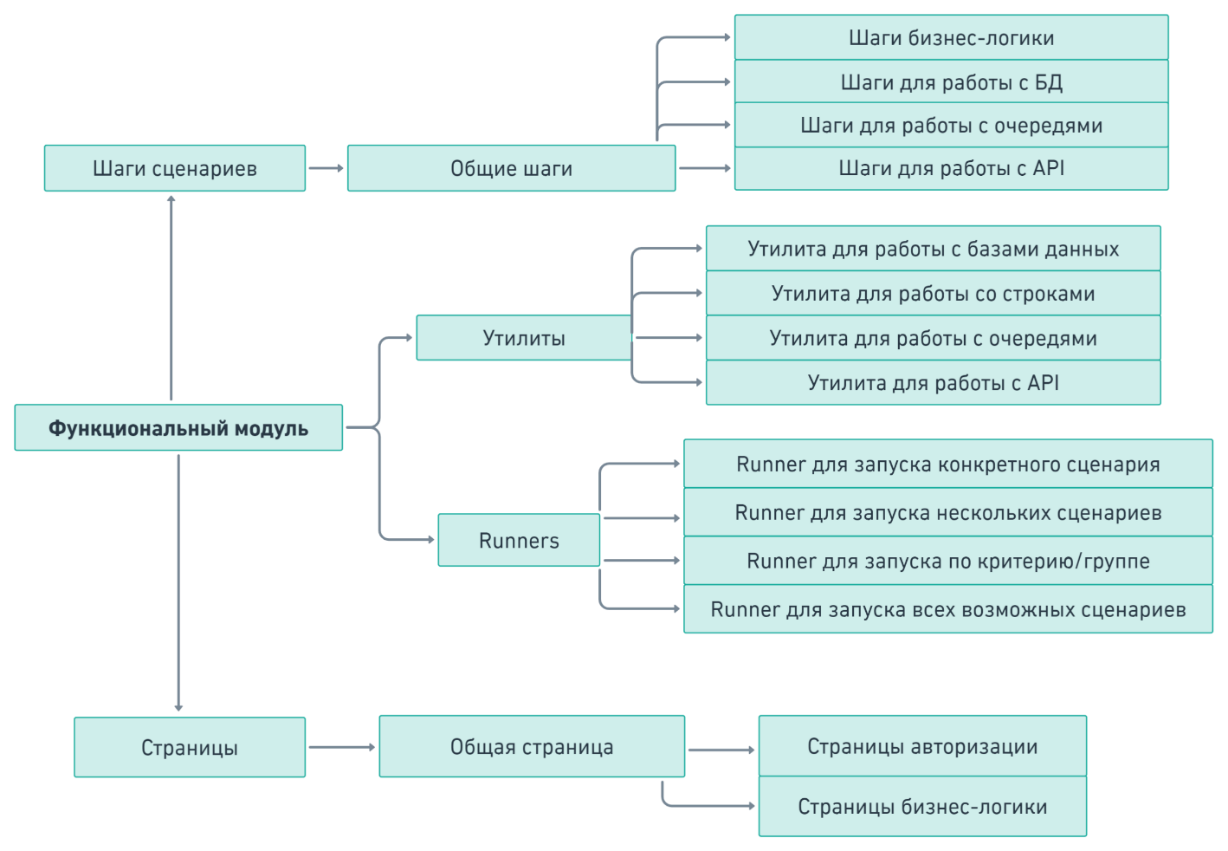 Шаги бизнес-логики
Шаги для работы с БД
Шаги для работы с очередями
Шаги сценариев
Общие шаги
Шаги для работы с API
Утилита для работы с базами данных
Утилита для работы со строками
Утилиты
Утилита для работы с очередями
Утилита для работы с API
Функциональный модуль
Runner для запуска конкретного сценария
Runner для запуска нескольких сценариев
Runners
Runner для запуска по критерию/группе
Runner для запуска всех возможных сценариев
Страницы
Общая страница
Страницы авторизации
Страницы бизнес-логики